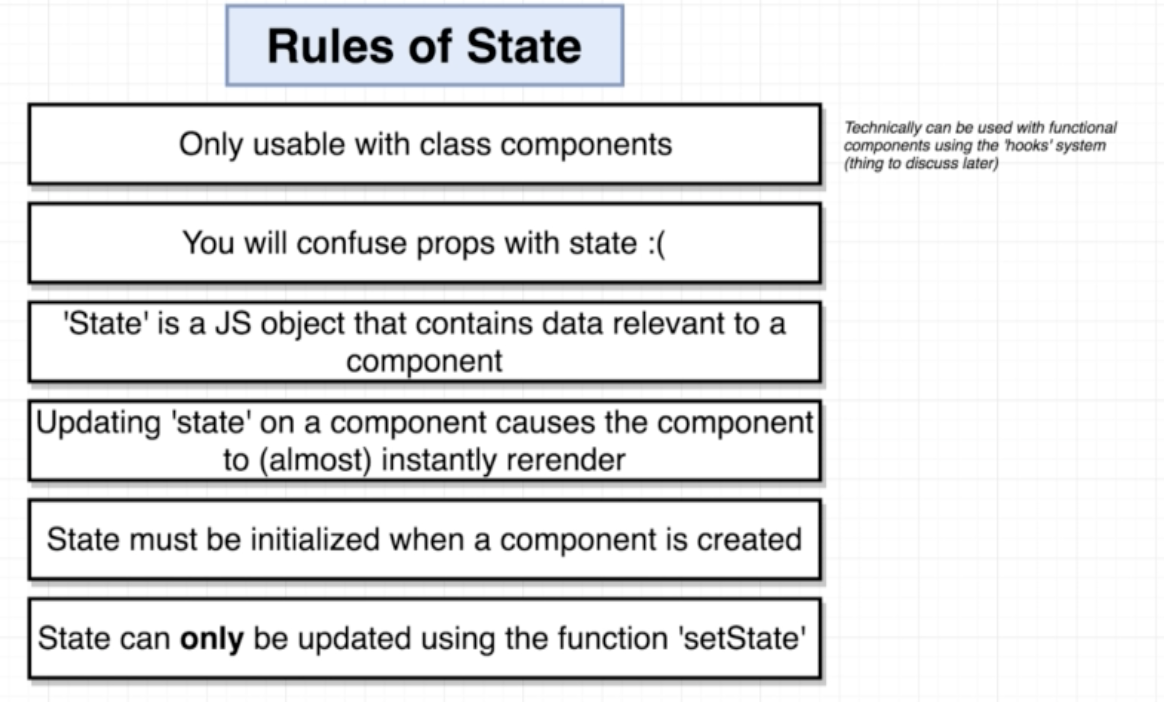 Rules of State
Only usable with class components
Technically can be used with functional
components using the 'hooks' system
(thing to discuss later)
You will confuse props with state :(
'State' is a JS object that contains data relevant to a
component
Updating 'state' on a component causes the component
to (almost) instantly rerender
State must be initialized when a component is created
State can only be updated using the function 'setState'